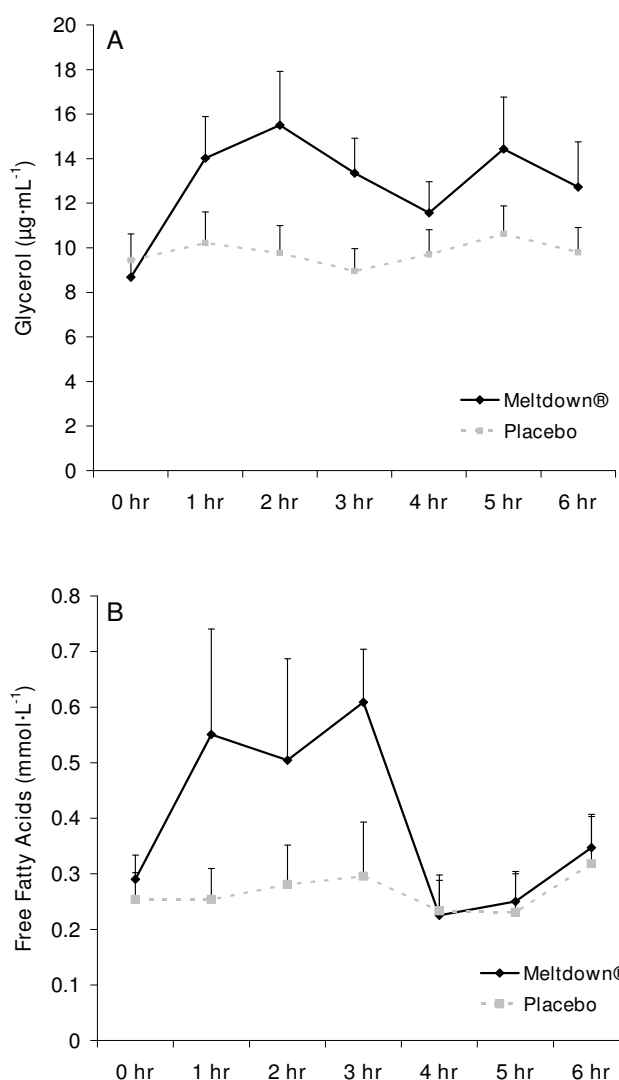 A
20
18
16
14
12
10
8
6
4
2
0
Glycerol (µg·mL⁻¹)
Meltdown®
Placebo
0 hr 1 hr 2 hr 3 hr 4 hr 5 hr 6 hr
B
0.8
0.7
0.6
0.5
0.4
0.3
0.2
0.1
0
Free Fatty Acids (mmol·L⁻¹)
Meltdown®
Placebo
0 hr 1 hr 2 hr 3 hr 4 hr 5 hr 6 hr